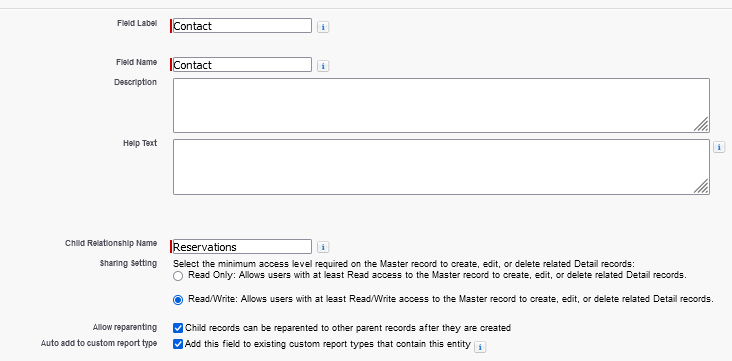 Field Label Contact i
Field Name Contact i
Description
Help Text i
Child Relationship Name Reservations i
Sharing Setting Select the minimum access level required on the Master record to create, edit, or delete related Detail records:
Read Only: Allows users with at least Read access to the Master record to create, edit, or delete related Detail records.
Read/Write: Allows users with at least Read/Write access to the Master record to create, edit, or delete related Detail records.
Allow reparenting Child records can be reparented to other parent records after they are created
Auto add to custom report type Add this field to existing custom report types that contain this entity i